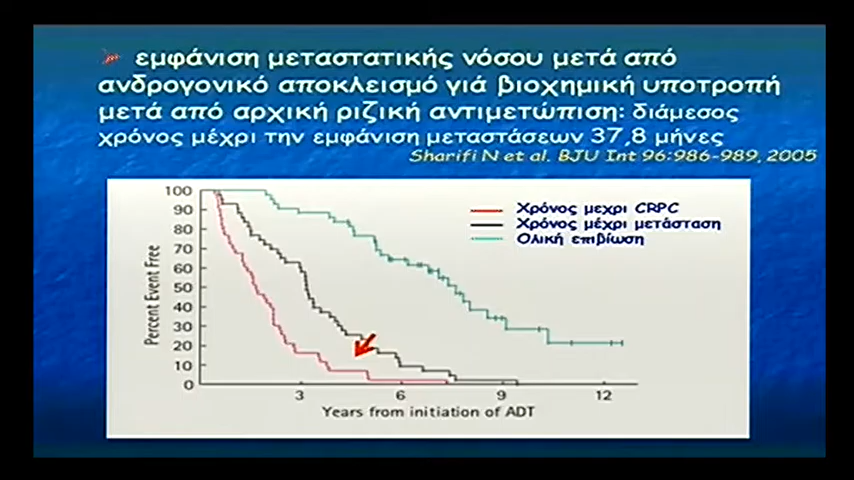 εμφάνιση μεταστατικής νόσου μετά από
ανδρογονικό αποκλεισμό γιά βιοχημική υποτροπή
μετά από αρχική ριζική αντιμετώπιση: διάμεσος
χρόνος μέχρι την εμφάνιση μεταστάσεων 37,8 μήνες
Sharifi N et al. BJU Int 96:986-989, 2005
Χρόνος μεχρι CRPC
Χρόνος μέχρι μετάσταση
Ολική επιβίωση
Percent Event Free
100
90
80
70
60
50
40
30
20
10
0
3 6 9 12
Years from initiation of ADT